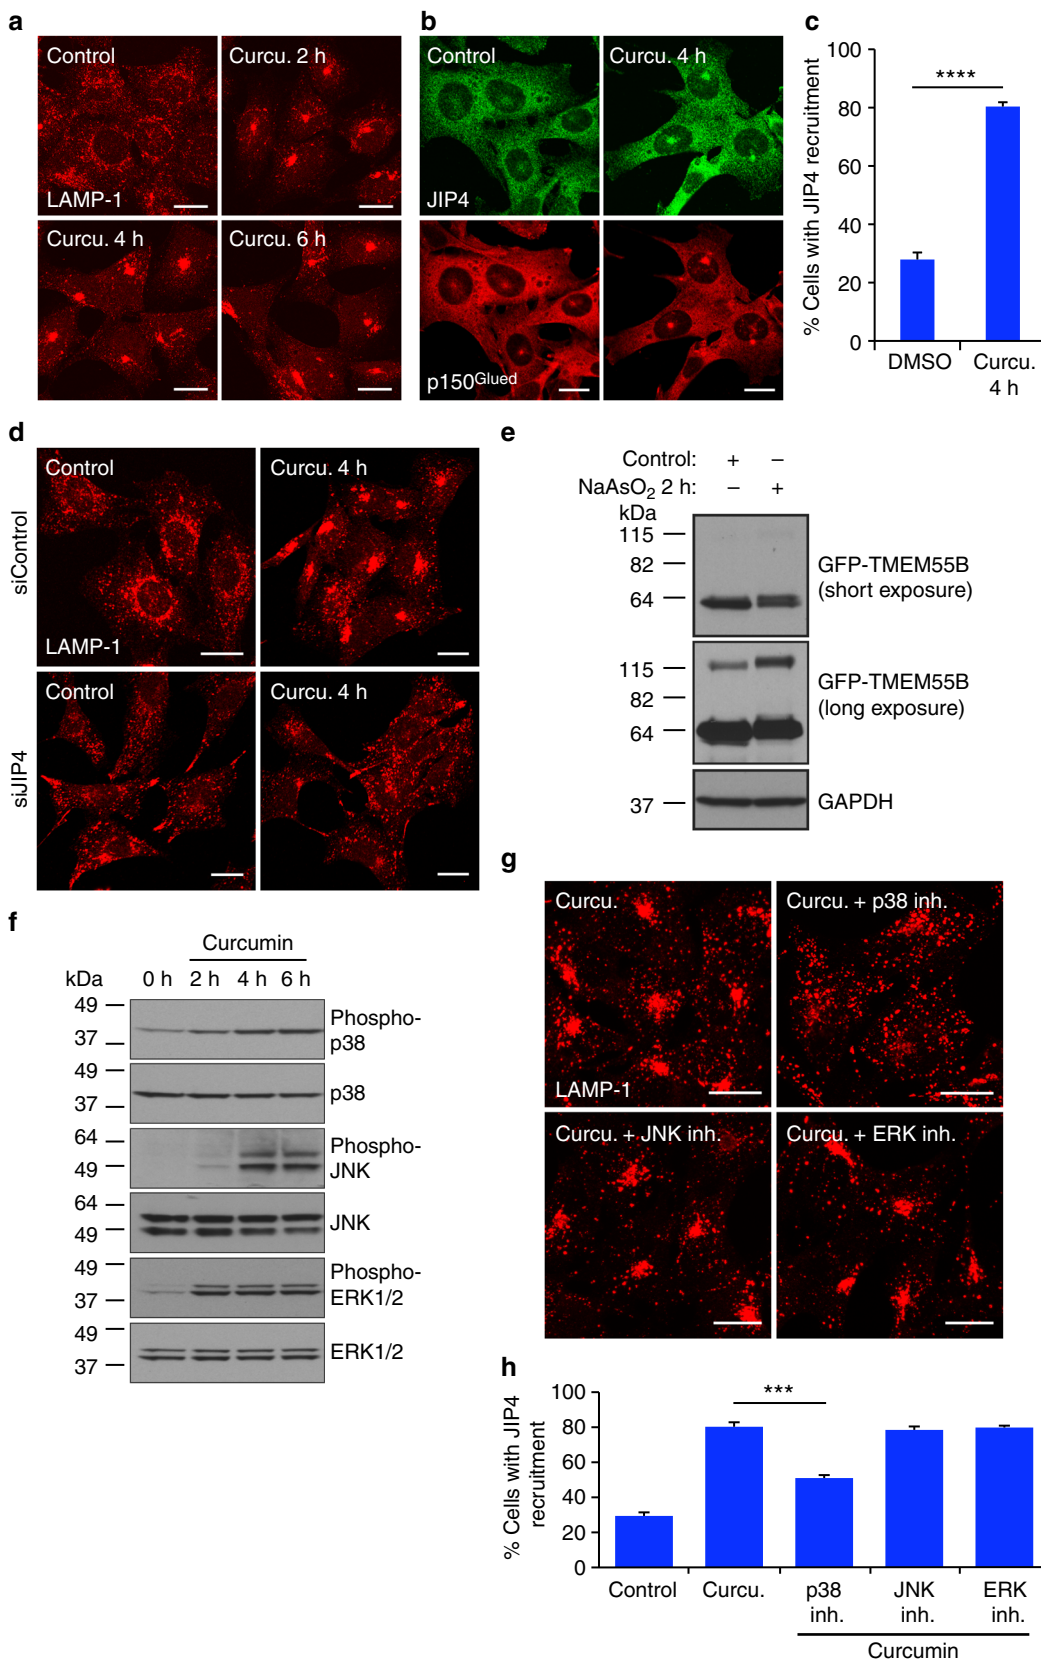 a
Control
Curcu. 2 h
LAMP-1
Curcu. 4 h
Curcu. 6 h
b
Control
Curcu. 4 h
JIP4
p150Glued
c
% Cells with JIP4 recruitment
100
80
60
40
20
0
****
DMSO
Curcu.
4 h
d
siControl
Control
Curcu. 4 h
LAMP-1
siJIP4
Control
Curcu. 4 h
e
Control: + –
NaAsO2 2 h: – +
kDa
115
82
64
GFP-TMEM55B
(short exposure)
115
82
64
GFP-TMEM55B
(long exposure)
37
GAPDH
f
Curcumin
kDa 0 h 2 h 4 h 6 h
49
37
Phospho-
p38
49
37
p38
64
49
Phospho-
JNK
64
49
JNK
49
37
Phospho-
ERK1/2
49
37
ERK1/2
g
Curcu.
Curcu. + p38 inh.
LAMP-1
Curcu. + JNK inh.
Curcu. + ERK inh.
h
% Cells with JIP4
recruitment
100
80
60
40
20
0
***
Control
Curcu.
p38
inh.
JNK
inh.
ERK
inh.
Curcumin